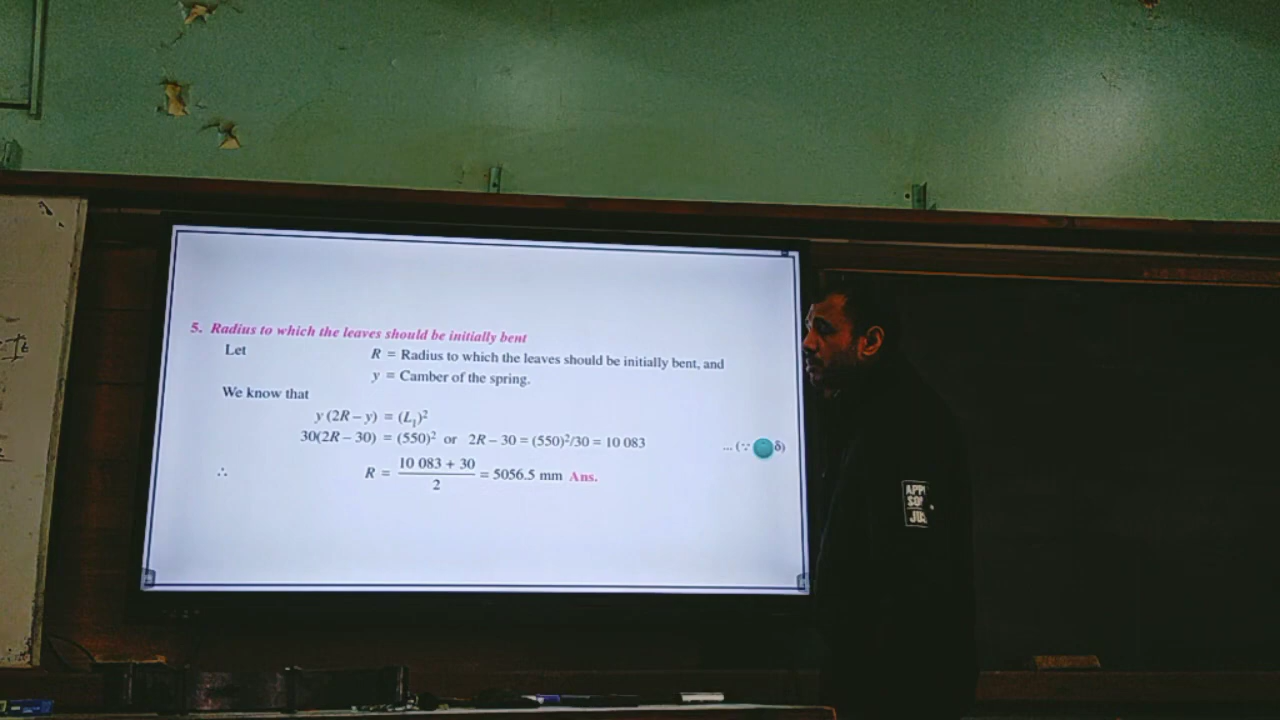 5. Radius to which the leaves should be initially bent
Let R = Radius to which the leaves should be initially bent, and
y = Camber of the spring.
We know that
y (2R – y) = (L₁)²
30(2R – 30) = (550)² or 2R – 30 = (550)²/30 = 10 083 ... (∵ δ)
∴ R = (10 083 + 30)/2 = 5056.5 mm Ans.